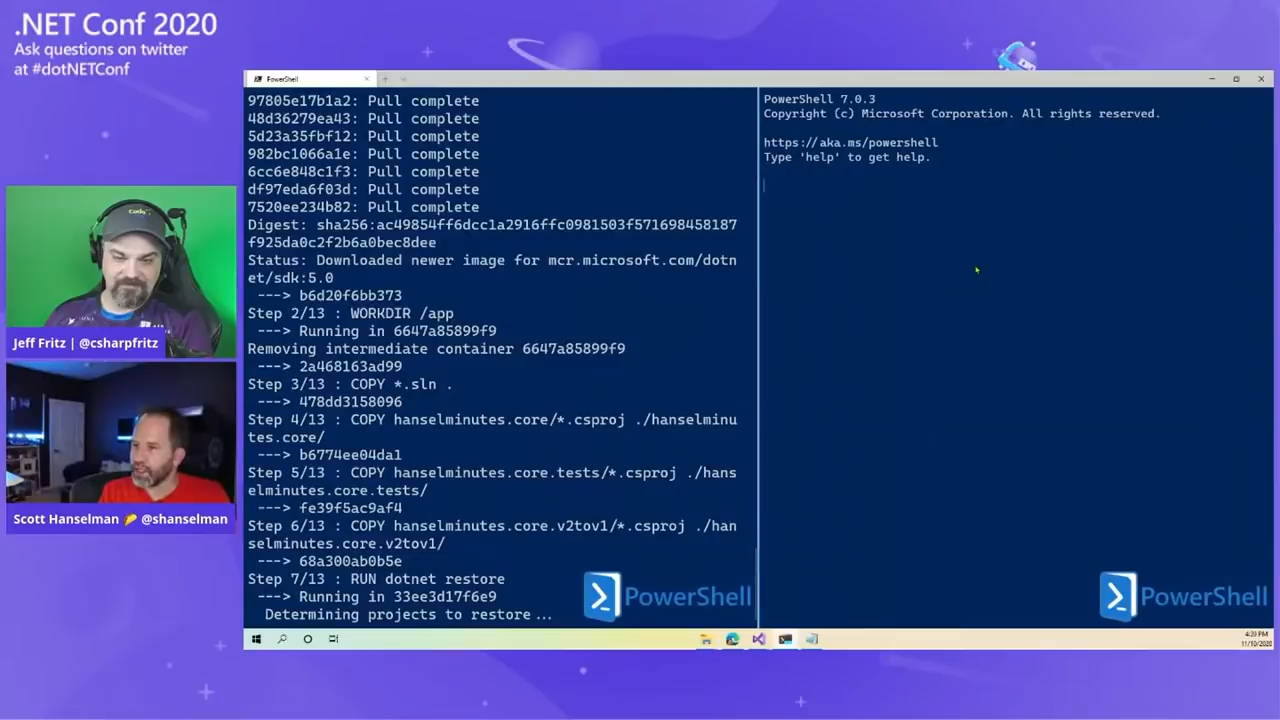 .NET Conf 2020
Ask questions on twitter
at #dotNETConf
PowerShell
97805e17b1a2: Pull complete
48d36279ea43: Pull complete
5d23a35fbf12: Pull complete
982bc1066a1e: Pull complete
6cc6e848c1f3: Pull complete
df97eda6f03d: Pull complete
7520ee234b82: Pull complete
Digest: sha256:ac49854ff6dcc1a2916ffc0981503f571698458187
f925da0c2f2b6a0bec8dee
Status: Downloaded newer image for mcr.microsoft.com/dotn
et/sdk:5.0
---> b6d20f6bb373
Step 2/13 : WORKDIR /app
---> Running in 6647a85899f9
Removing intermediate container 6647a85899f9
---> 2a468163ad99
Step 3/13 : COPY *.sln .
---> 478dd3158096
Step 4/13 : COPY hanselminutes.core/*.csproj ./hanselminu
tes.core/
---> b6774ee04da1
Step 5/13 : COPY hanselminutes.core.tests/*.csproj ./hans
elminutes.core.tests/
---> fe39f5ac9af4
Step 6/13 : COPY hanselminutes.core.v2tov1/*.csproj ./han
selminutes.core.v2tov1/
---> 68a300ab0b5e
Step 7/13 : RUN dotnet restore
---> Running in 33ee3d17f6e9
Determining projects to restore...
PowerShell
PowerShell 7.0.3
Copyright (c) Microsoft Corporation. All rights reserved.
https://aka.ms/powershell
Type 'help' to get help.
PowerShell
Jeff Fritz | @csharpfritz
Scott Hanselman 🌮 @shanselman
4:39 PM
11/10/2020